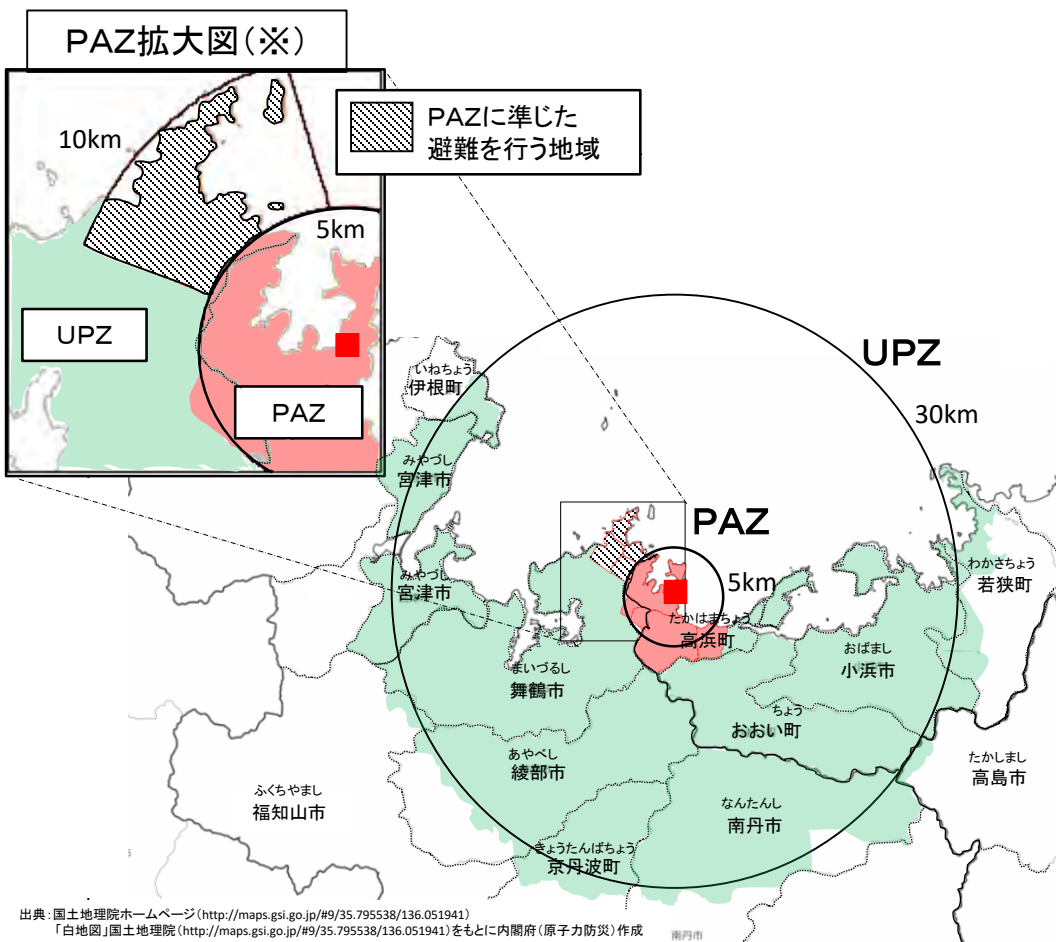 PAZ拡大図(※)
PAZに準じた
避難を行う地域
10km
5km
UPZ
PAZ
UPZ
30km
いねちょう
伊根町
みやづし
宮津市
PAZ
みやづし
宮津市
5km
わかさちょう
若狭町
たかはまちょう
高浜町
おばまし
小浜市
まいづるし
舞鶴市
ちょう
おおい町
あやべし
綾部市
たかしまし
高島市
ふくちやまし
福知山市
なんたんし
南丹市
きょうたんばちょう
京丹波町
出典:国土地理院ホームページ(http://maps.gsi.go.jp/#9/35.795538/136.051941)
「白地図」国土地理院(http://maps.gsi.go.jp/#9/35.795538/136.051941)をもとに内閣府(原子力防災)作成
南丹市